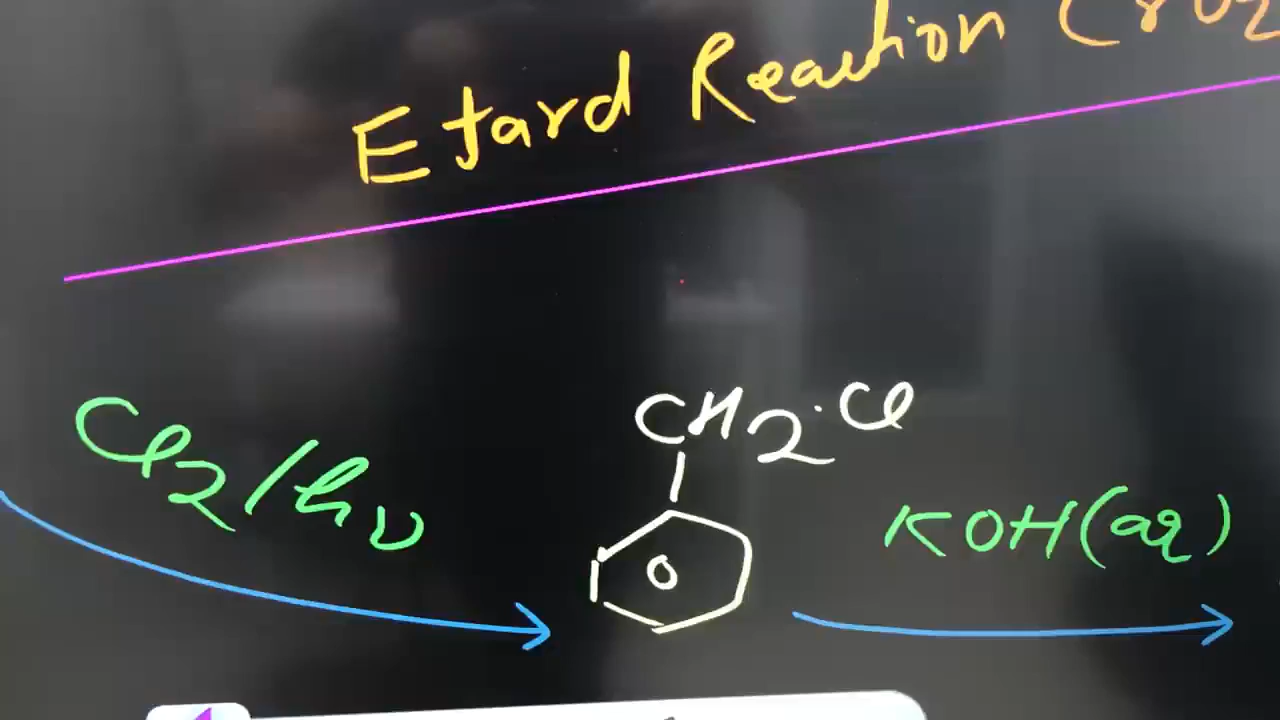 Etard Reaction (
Cl2/hν
CH2.Cl
KOH(aq)